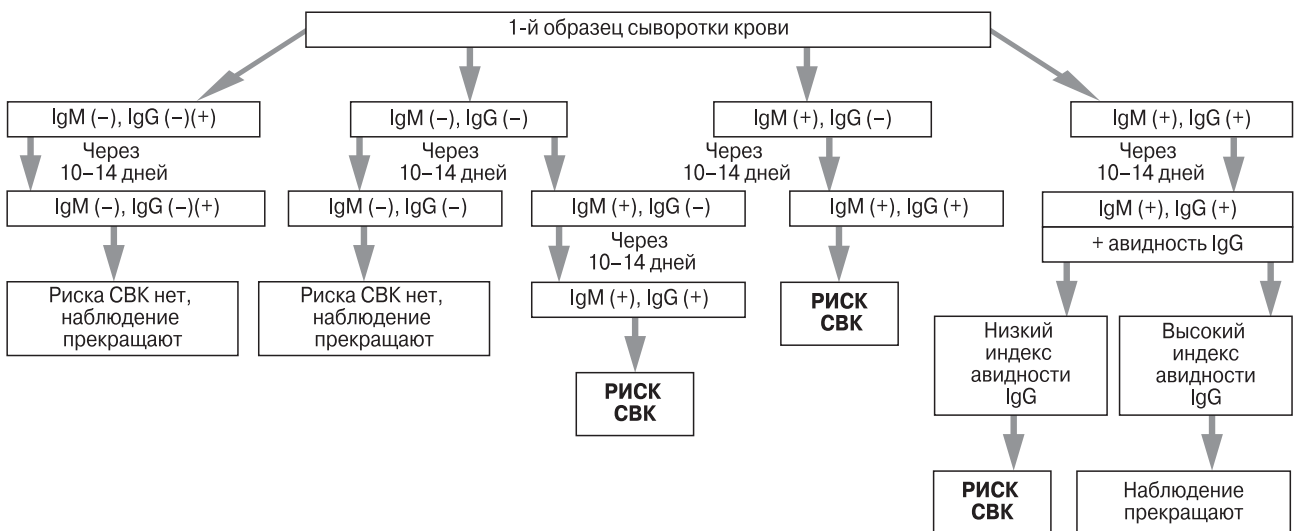 1-й образец сыворотки крови
IgM (–), IgG (–)(+)
IgM (–), IgG (–)
IgM (+), IgG (–)
IgM (+), IgG (+)
Через
10–14 дней
Через
10–14 дней
Через
10–14 дней
Через
10–14 дней
IgM (–), IgG (–)(+)
IgM (–), IgG (–)
IgM (+), IgG (–)
IgM (+), IgG (+)
IgM (+), IgG (+)
+ авидность IgG
Через
10–14 дней
Риска СВК нет,
наблюдение
прекращают
Риска СВК нет,
наблюдение
прекращают
IgM (+), IgG (+)
РИСК
СВК
Низкий
индекс
авидности
IgG
Высокий
индекс
авидности
IgG
РИСК
СВК
РИСК
СВК
Наблюдение
прекращают